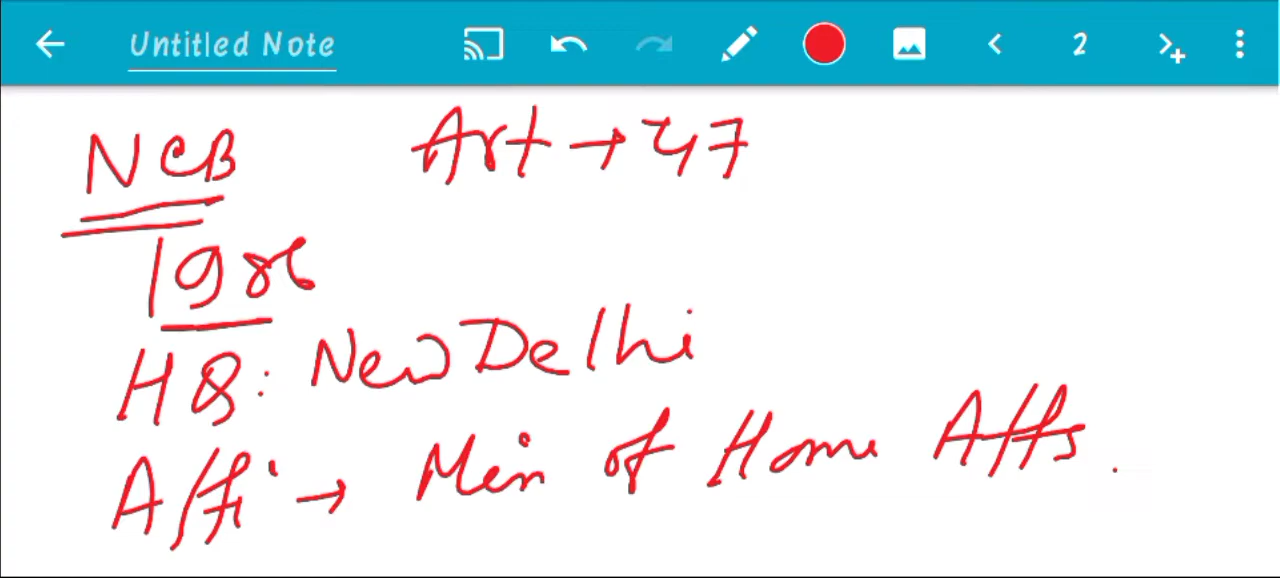 Untitled Note 2
NCB Art → 47
1986
HQ: New Delhi
Affi → Min of Home Affs.